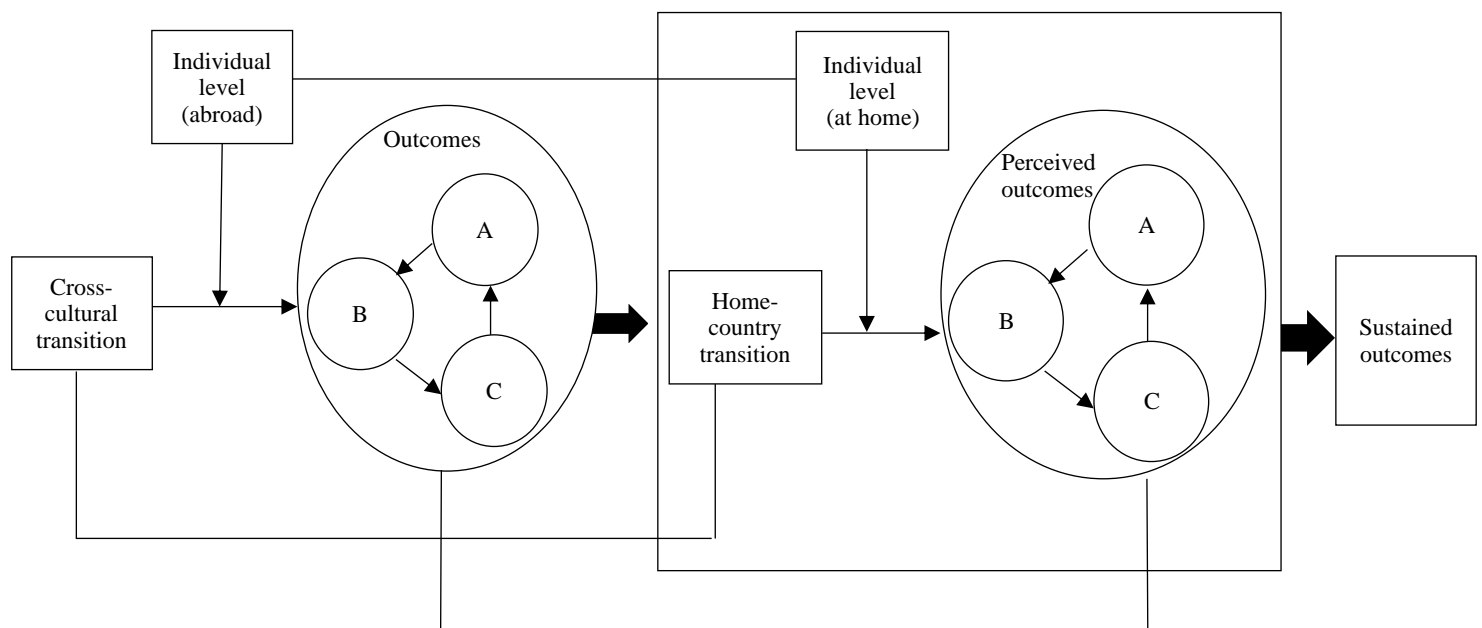 Individual
level
(abroad)
Outcomes
A
B
C
Cross-
cultural
transition
Individual
level
(at home)
Perceived
outcomes
A
B
C
Home-
country
transition
Sustained
outcomes